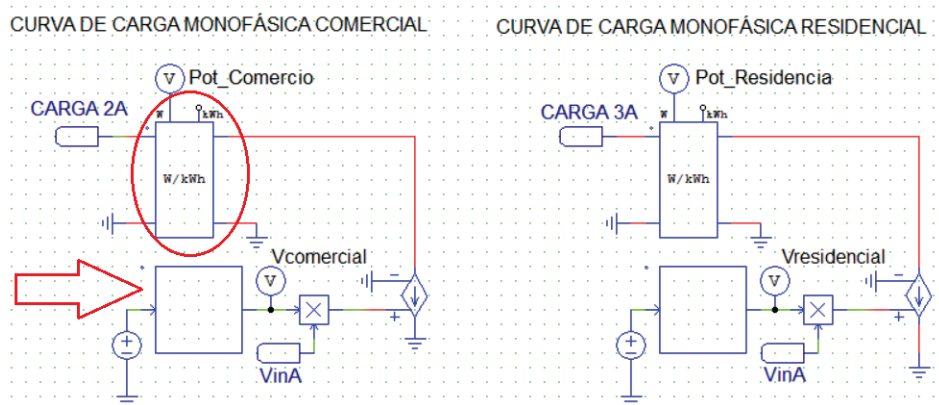 CURVA DE CARGA MONOFÁSICA COMERCIAL
V Pot_Comercio
CARGA 2A
W kWh
W/kWh
Vcomercial
V
VinA
CURVA DE CARGA MONOFÁSICA RESIDENCIAL
V Pot_Residencia
CARGA 3A
W kWh
W/kWh
Vresidencial
V
VinA